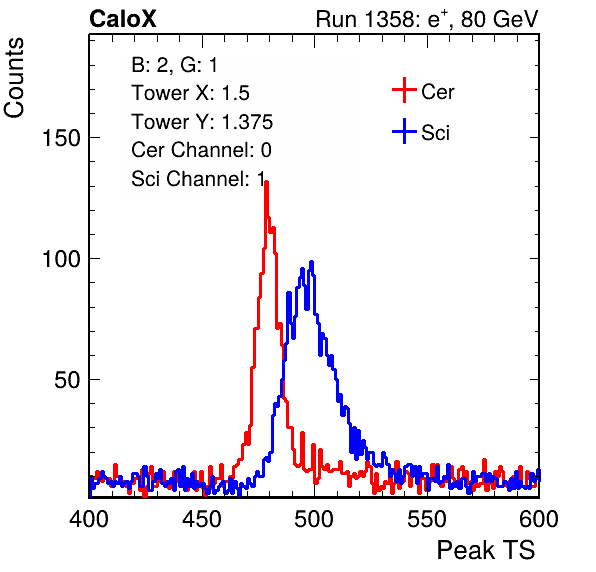 CaloX Run 1358: e⁺, 80 GeV
Counts
B: 2, G: 1
Tower X: 1.5
Tower Y: 1.375
Cer Channel: 0
Sci Channel: 1
Cer
Sci
150
100
50
400 450 500 550 600
Peak TS